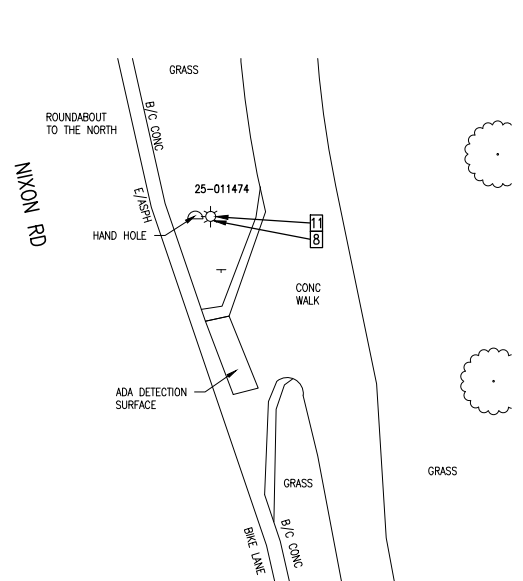 GRASS
ROUNDABOUT
TO THE NORTH
B/C CONC
NIXON RD
E/ASPH
25-011474
HAND HOLE
11
8
CONC
WALK
ADA DETECTION
SURFACE
GRASS
GRASS
BIKE LANE
B/C CONC